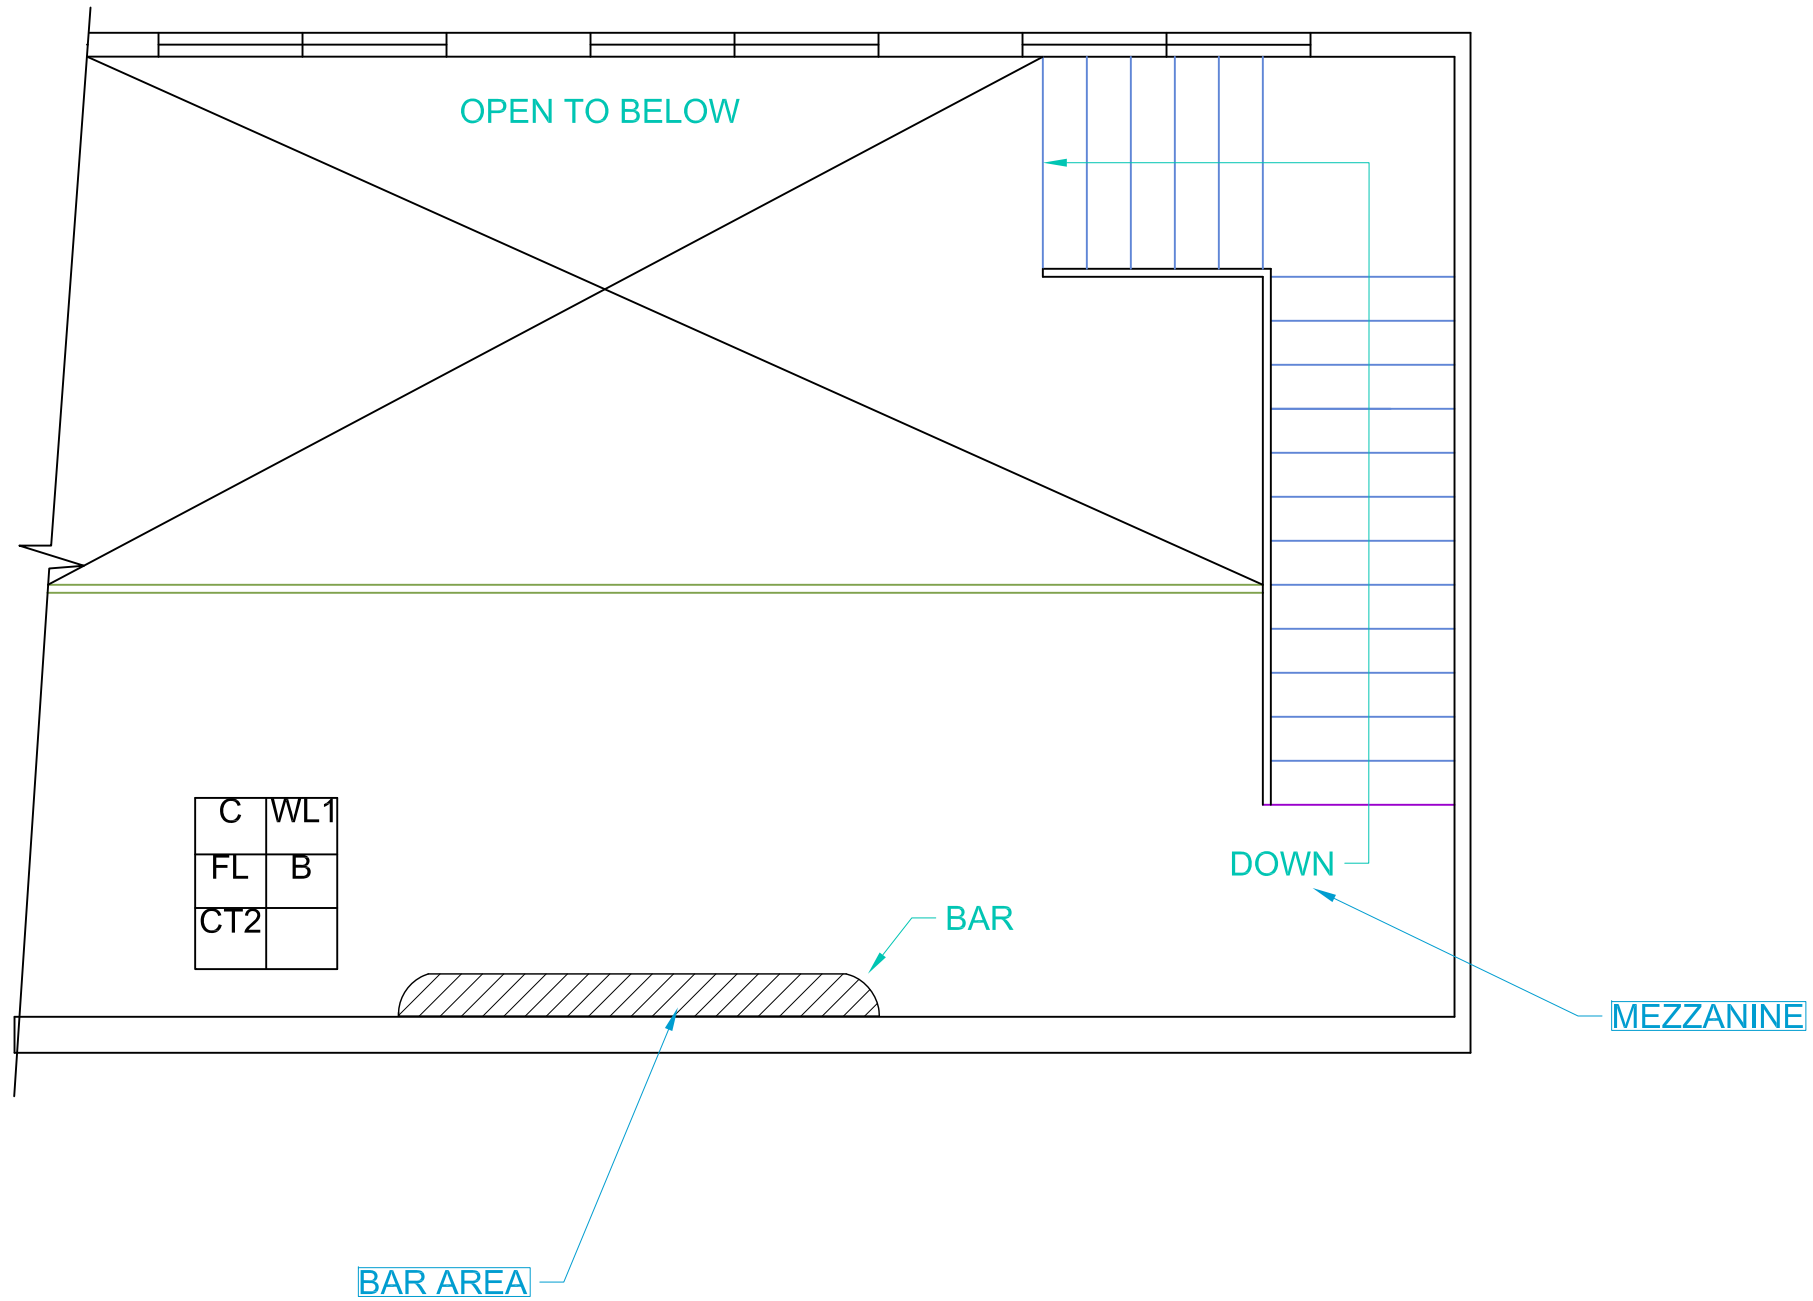 OPEN TO BELOW
C WL1
FL B
CT2
DOWN
BAR
MEZZANINE
BAR AREA